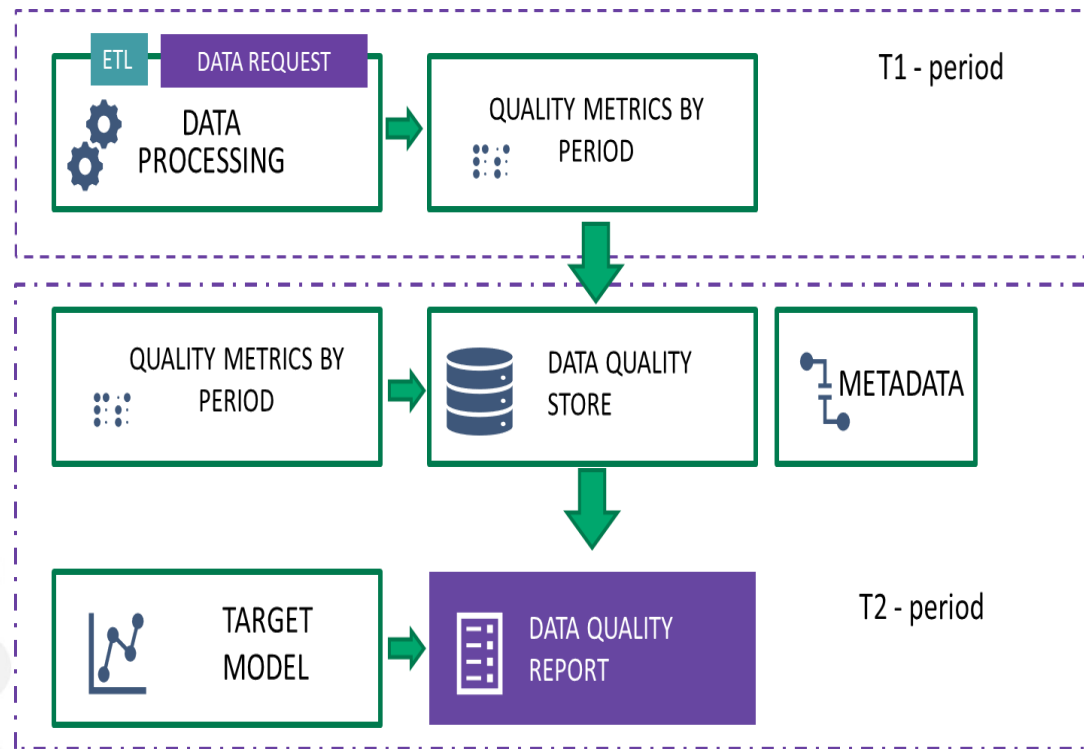 ETL
DATA REQUEST
DATA
PROCESSING
QUALITY METRICS BY
PERIOD
T1 - period
QUALITY METRICS BY
PERIOD
DATA QUALITY
STORE
METADATA
TARGET
MODEL
DATA QUALITY
REPORT
T2 - period